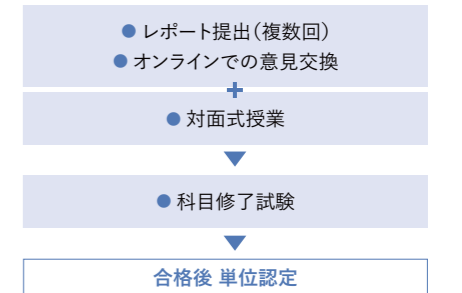 ● レポート提出（複数回）
● オンラインでの意見交換
+
● 対面式授業
▼
● 科目修了試験
▼
合格後 単位認定